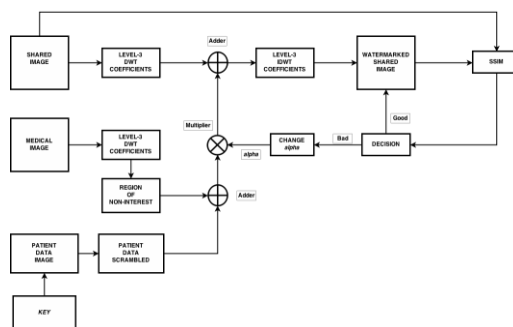 Adder
SHARED
IMAGE
LEVEL-3
DWT
COEFFICIENTS
LEVEL-3
IDWT
COEFFICIENTS
WATERMARKED
SHARED
IMAGE
SSIM
Good
Multiplier
MEDICAL
IMAGE
LEVEL-3
DWT
COEFFICIENTS
alpha
CHANGE
alpha
Bad
DECISION
REGION
OF
NON-INTEREST
Adder
PATIENT
DATA
IMAGE
PATIENT
DATA
SCRAMBLED
KEY